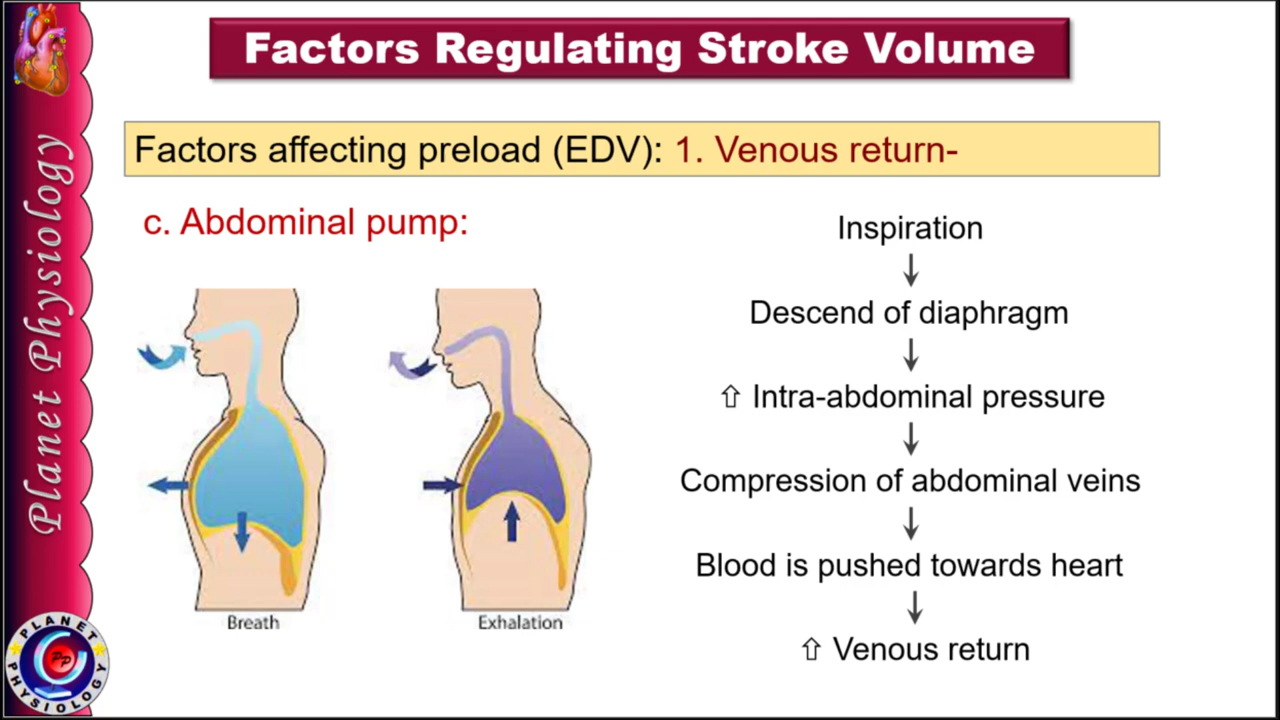 Factors Regulating Stroke Volume
Factors affecting preload (EDV): 1. Venous return-
c. Abdominal pump:
Inspiration
↓
Descend of diaphragm
↓
⇧ Intra-abdominal pressure
↓
Compression of abdominal veins
↓
Blood is pushed towards heart
↓
⇧ Venous return
Breath
Exhalation
Planet Physiology
PLANET
PHYSIOLOGY
PP